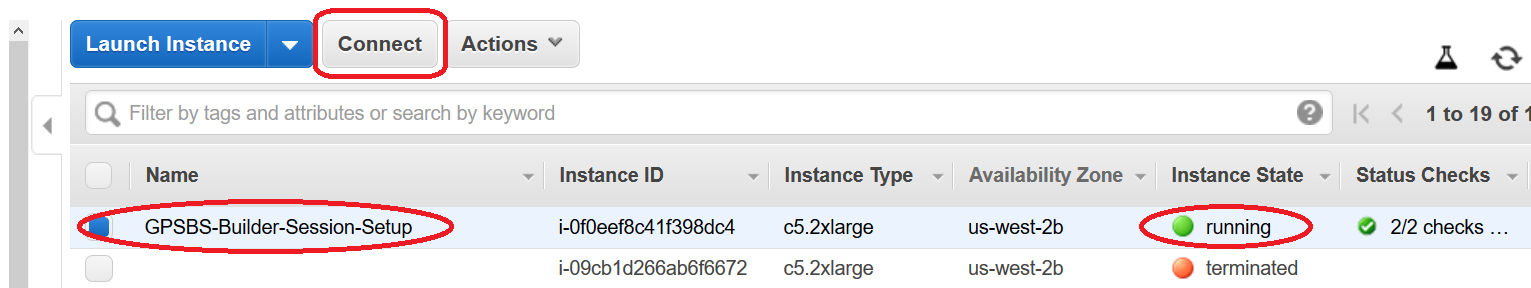 Launch Instance Connect Actions
Filter by tags and attributes or search by keyword ? 1 to 19 of 1
Name Instance ID Instance Type Availability Zone Instance State Status Checks
GPSBS-Builder-Session-Setup i-0f0eef8c41f398dc4 c5.2xlarge us-west-2b running 2/2 checks …
i-09cb1d266ab6f6672 c5.2xlarge us-west-2b terminated